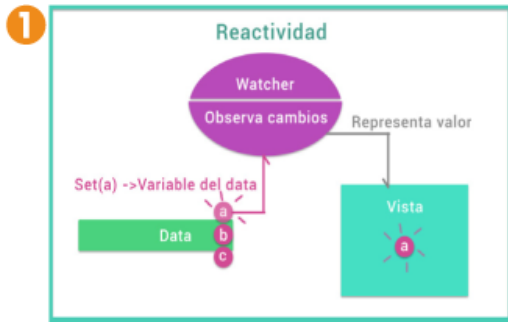 1
Reactividad
Watcher
Observa cambios
Representa valor
Set(a) ->Variable del data
a
Data
b
c
Vista
a